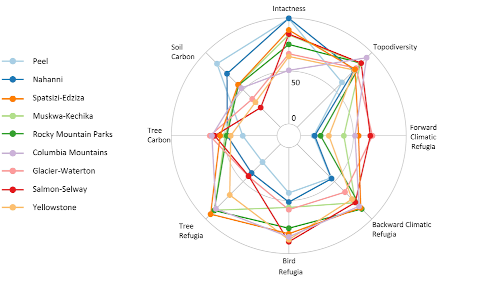 Intactness
Soil
Carbon
Topodiversity
Peel
Nahanni
Spatsizi-Edziza
Muskwa-Kechika
Rocky Mountain Parks
Columbia Mountains
Glacier-Waterton
Salmon-Selway
Yellowstone
50
0
Tree
Carbon
Forward
Climatic
Refugia
Tree
Refugia
Backward Climatic
Refugia
Bird
Refugia